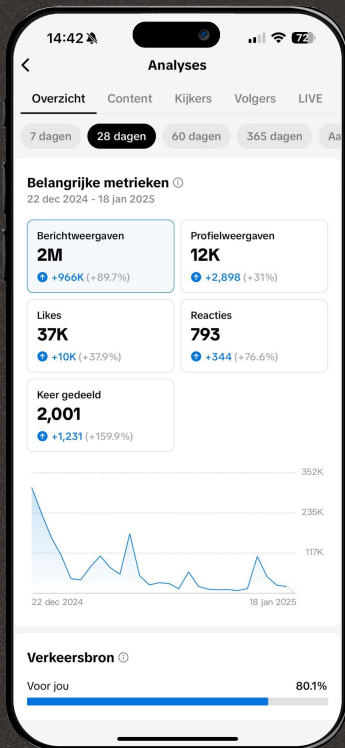 14:42
72
Analyses
Overzicht Content Kijkers Volgers LIVE
7 dagen 28 dagen 60 dagen 365 dagen Aa
Belangrijke metrieken
22 dec 2024 - 18 jan 2025
Berichtweergaven
2M
+966K (+89.7%)
Profielweergaven
12K
+2,898 (+31%)
Likes
37K
+10K (+37.9%)
Reacties
793
+344 (+76.6%)
Keer gedeeld
2,001
+1,231 (+159.9%)
352K
235K
117K
22 dec 2024 18 jan 2025
Verkeersbron
Voor jou 80.1%